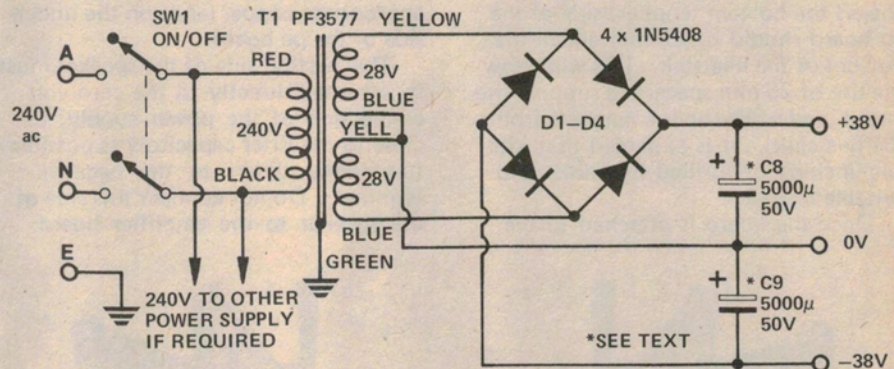 SW1
ON/OFF
T1 PF3577
YELLOW
4 x 1N5408
A
RED
28V
BLUE
240V
ac
240V
D1–D4
+38V
YELL
+ * C8
5000μ
50V
N
BLACK
28V
BLUE
0V
E
GREEN
240V TO OTHER
POWER SUPPLY
IF REQUIRED
+ * C9
5000μ
50V
*SEE TEXT
–38V